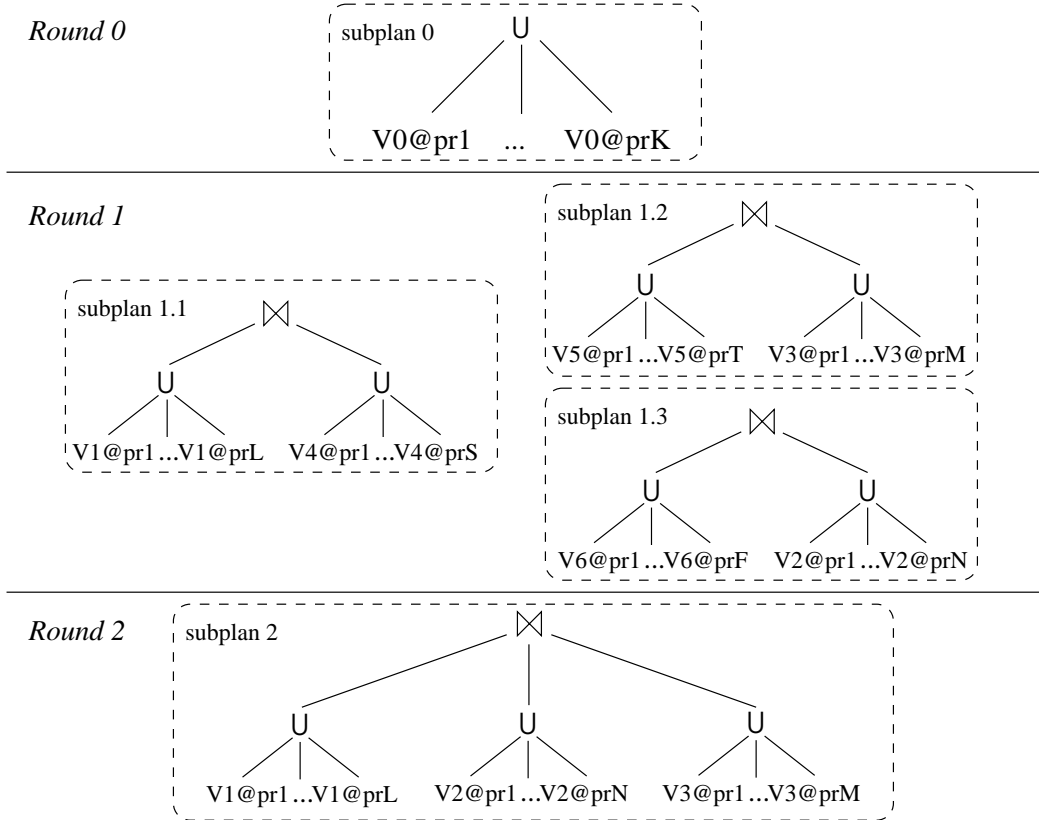 Round 0
subplan 0
U
V0@pr1 ... V0@prK
Round 1
subplan 1.1
⋈
U U
V1@pr1 ...V1@prL V4@pr1 ...V4@prS
subplan 1.2
⋈
U U
V5@pr1 ...V5@prT V3@pr1...V3@prM
subplan 1.3
⋈
U U
V6@pr1 ...V6@prF V2@pr1...V2@prN
Round 2
subplan 2
⋈
U U U
V1@pr1 ...V1@prL V2@pr1...V2@prN V3@pr1...V3@prM